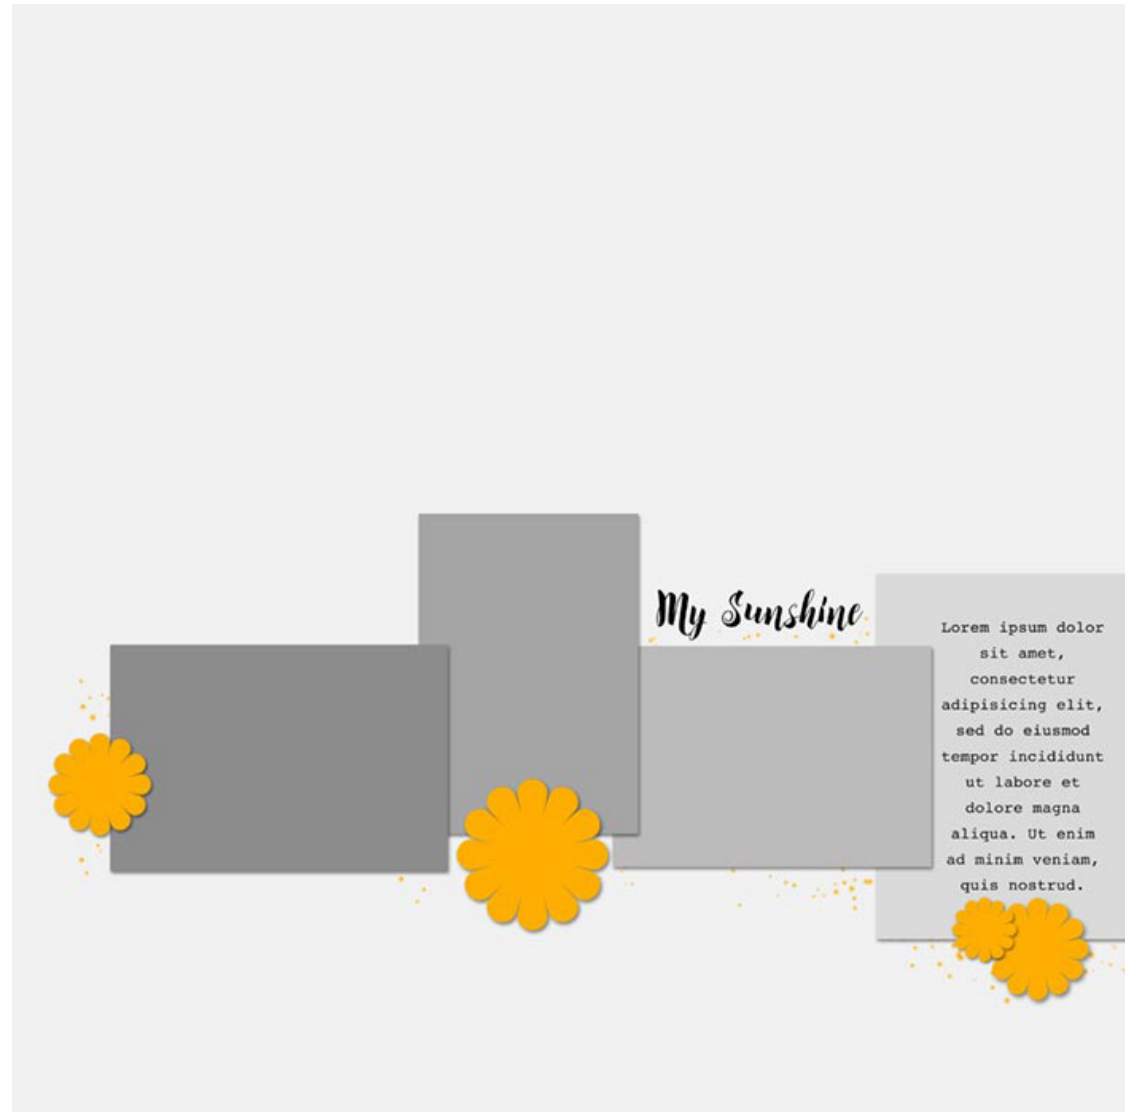 My Sunshine
Lorem ipsum dolor
sit amet,
consectetur
adipisicing elit,
sed do eiusmod
tempor incididunt
ut labore et
dolore magna
aliqua. Ut enim
ad minim veniam,
quis nostrud.